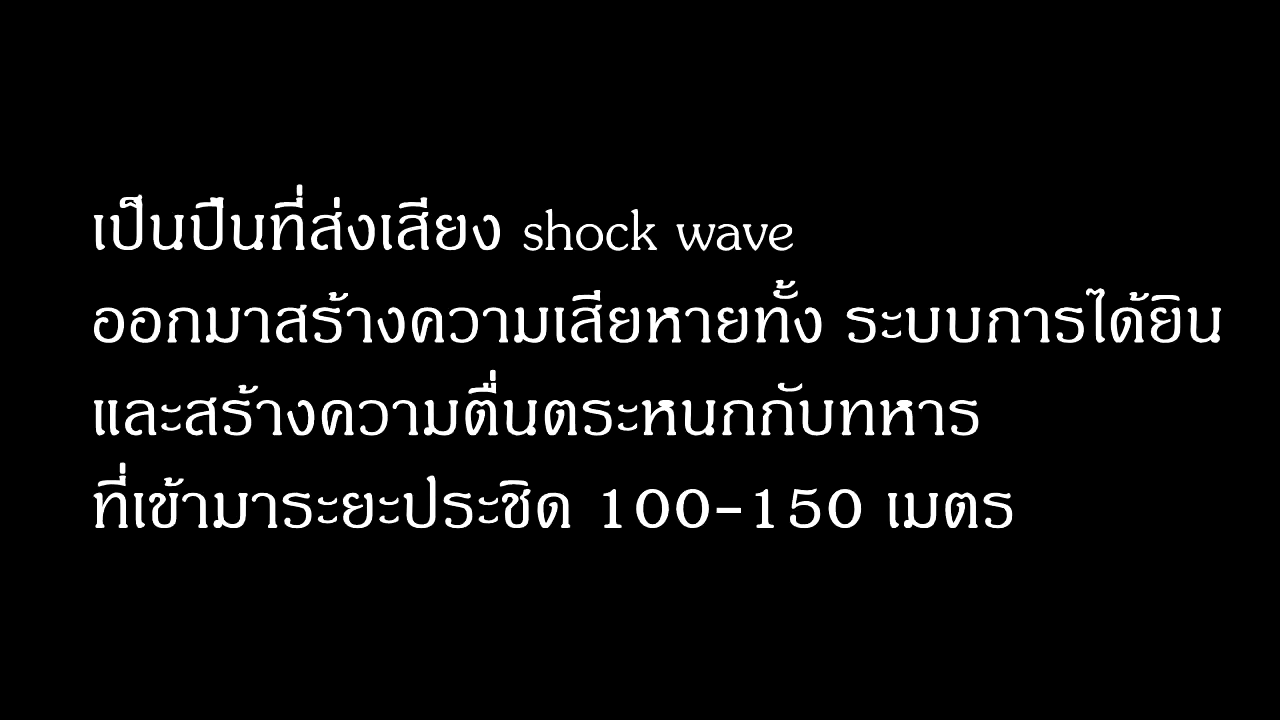 เป็นปืนที่ส่งเสียง shock wave
ออกมาสร้างความเสียหายทั้ง ระบบการได้ยิน
และสร้างความตื่นตระหนกกับทหาร
ที่เข้ามาระยะประชิด 100-150 เมตร